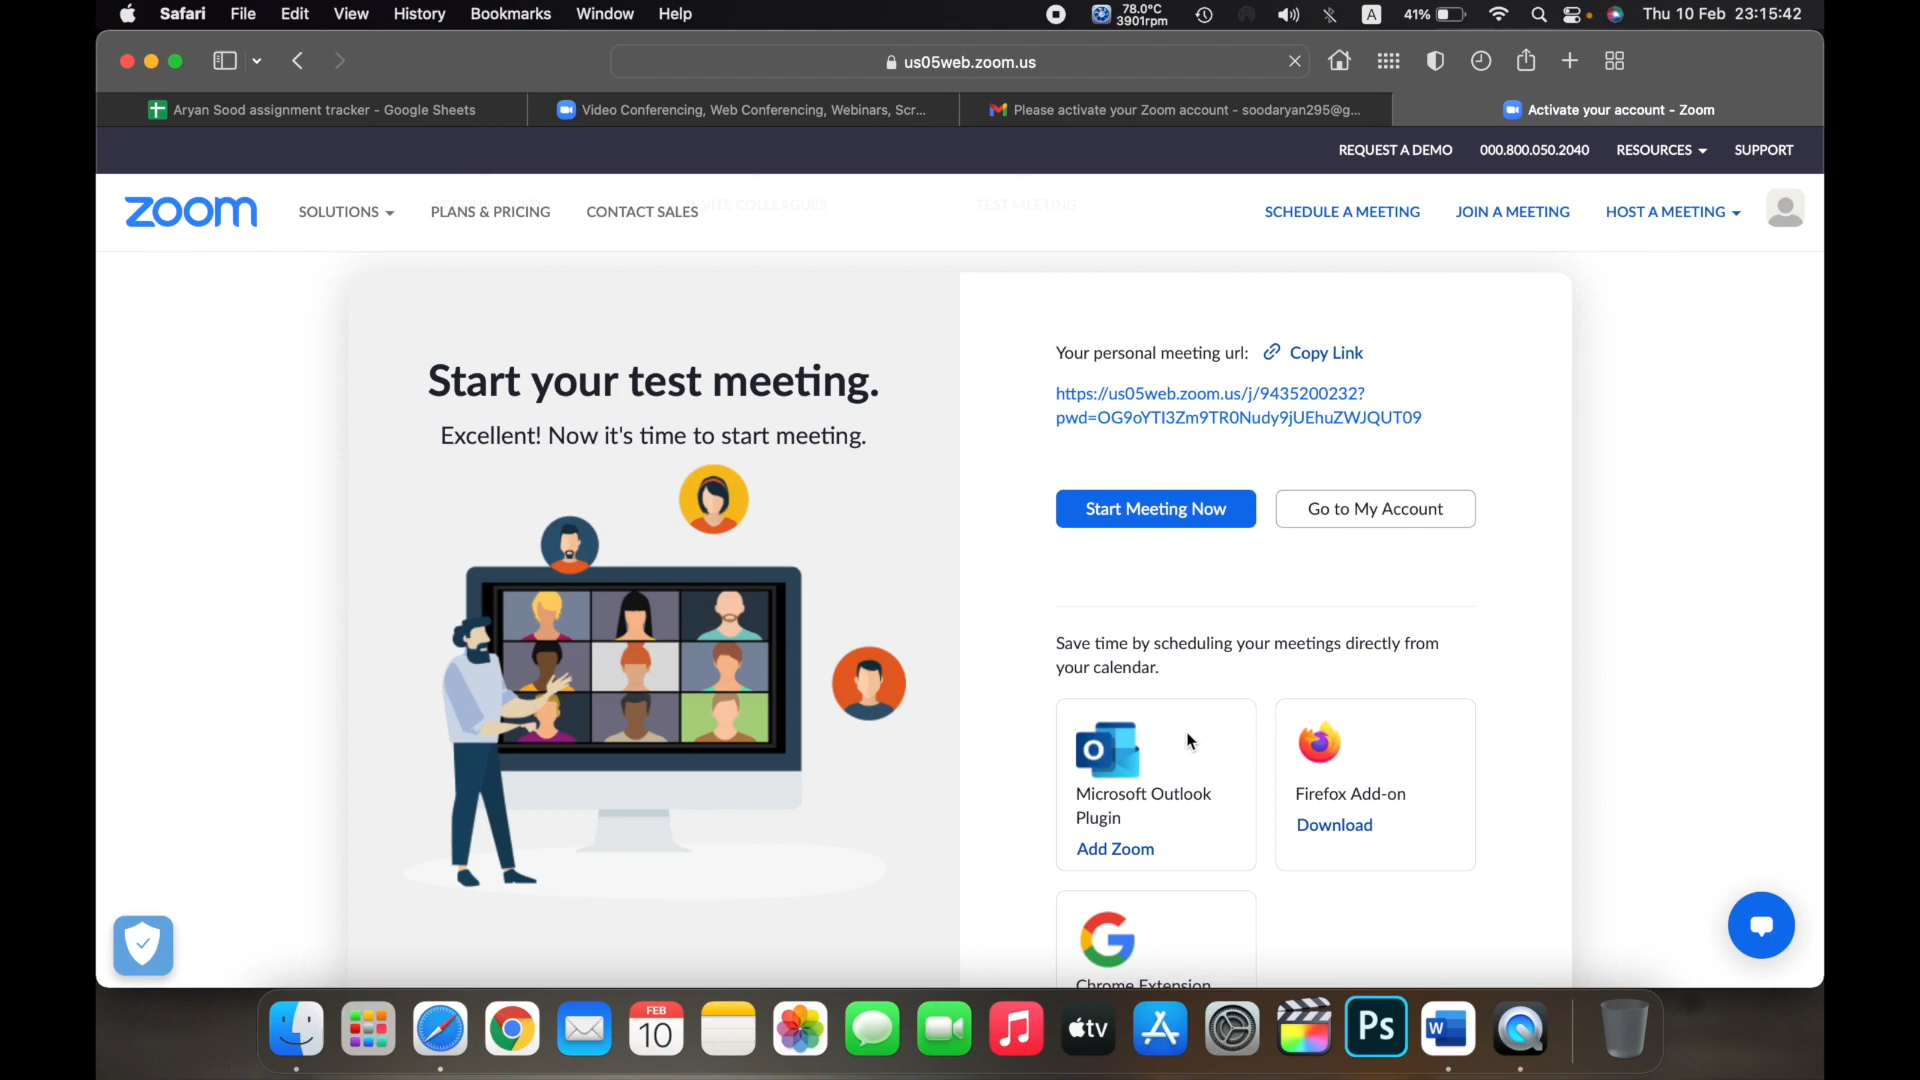 Safari File Edit View History Bookmarks Window Help
78.0°C
3901rpm
A
41%
Thu 10 Feb 23:15:42
us05web.zoom.us
Aryan Sood assignment tracker - Google Sheets
Video Conferencing, Web Conferencing, Webinars, Scr...
Please activate your Zoom account - soodaryan295@g...
Activate your account - Zoom
REQUEST A DEMO 000.800.050.2040 RESOURCES SUPPORT
zoom
SOLUTIONS PLANS & PRICING CONTACT SALES
TEST MEETING
SCHEDULE A MEETING JOIN A MEETING HOST A MEETING
Start your test meeting.
Excellent! Now it's time to start meeting.
Your personal meeting url: Copy Link
https://us05web.zoom.us/j/9435200232?
pwd=OG9oYTI3Zm9TR0Nudy9jUEhuZWJQUT09
Start Meeting Now
Go to My Account
Save time by scheduling your meetings directly from
your calendar.
Microsoft Outlook
Plugin
Add Zoom
Firefox Add-on
Download
Chrome Extension
FEB
10
tv
Ps
W